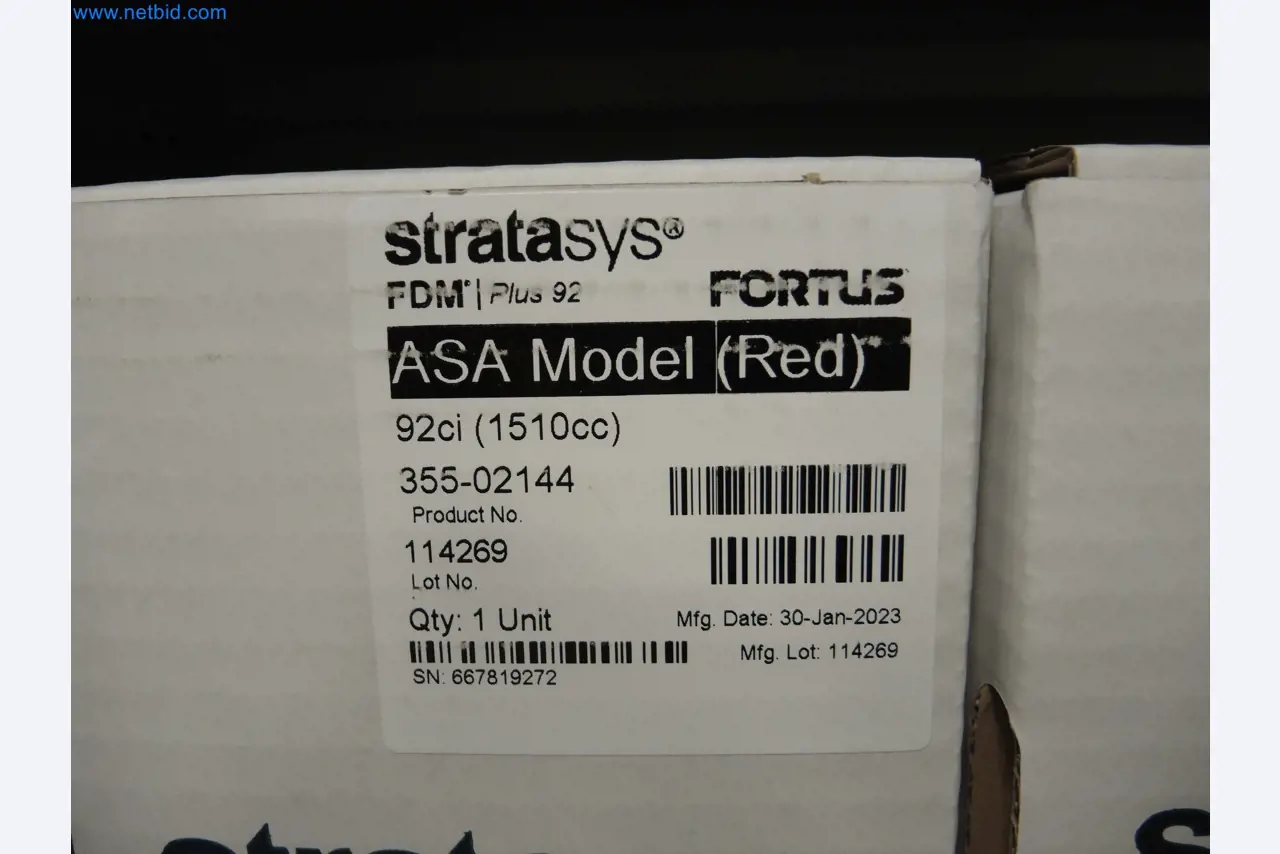 www.netbid.com
stratasys®
FDM® | Plus 92 FORTUS
ASA Model (Red)
92ci (1510cc)
355-02144
Product No.
114269
Lot No.
Qty: 1 Unit Mfg. Date: 30-Jan-2023
Mfg. Lot: 114269
SN: 667819272